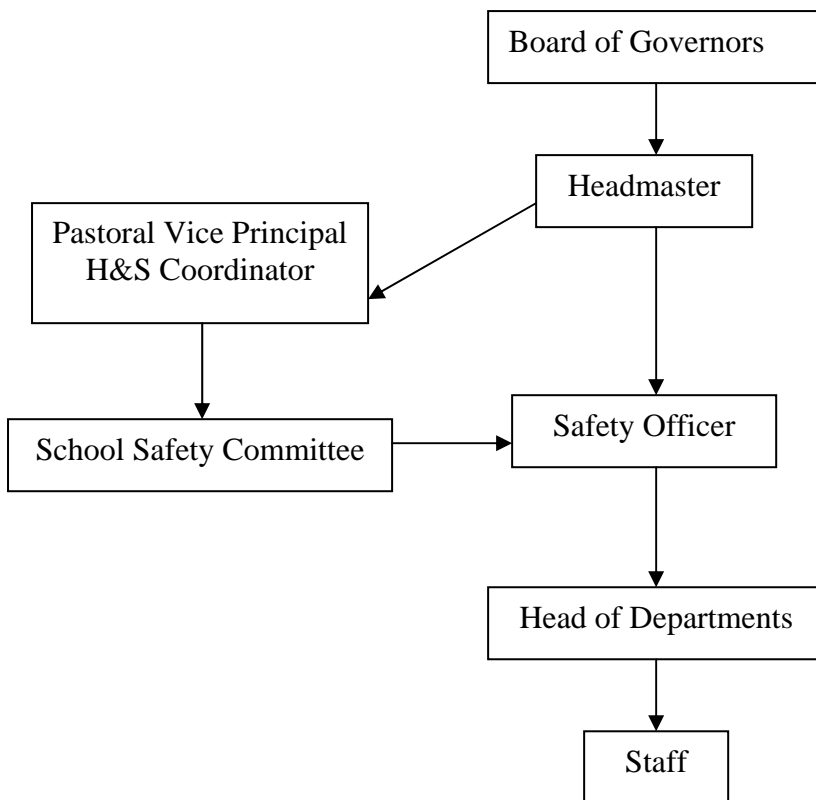 Board of Governors
Headmaster
Pastoral Vice Principal
H&S Coordinator
School Safety Committee
Safety Officer
Head of Departments
Staff